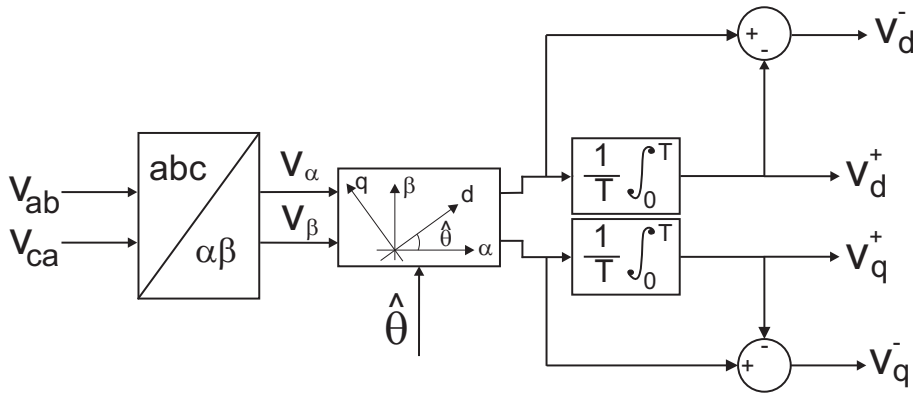 +
-
v_d^-
abc
αβ
v_ab
v_ca
v_α
v_β
q
β
d
θ̂
α
θ̂
1/T ∫_0^T
v_d^+
1/T ∫_0^T
v_q^+
-
+
v_q^-